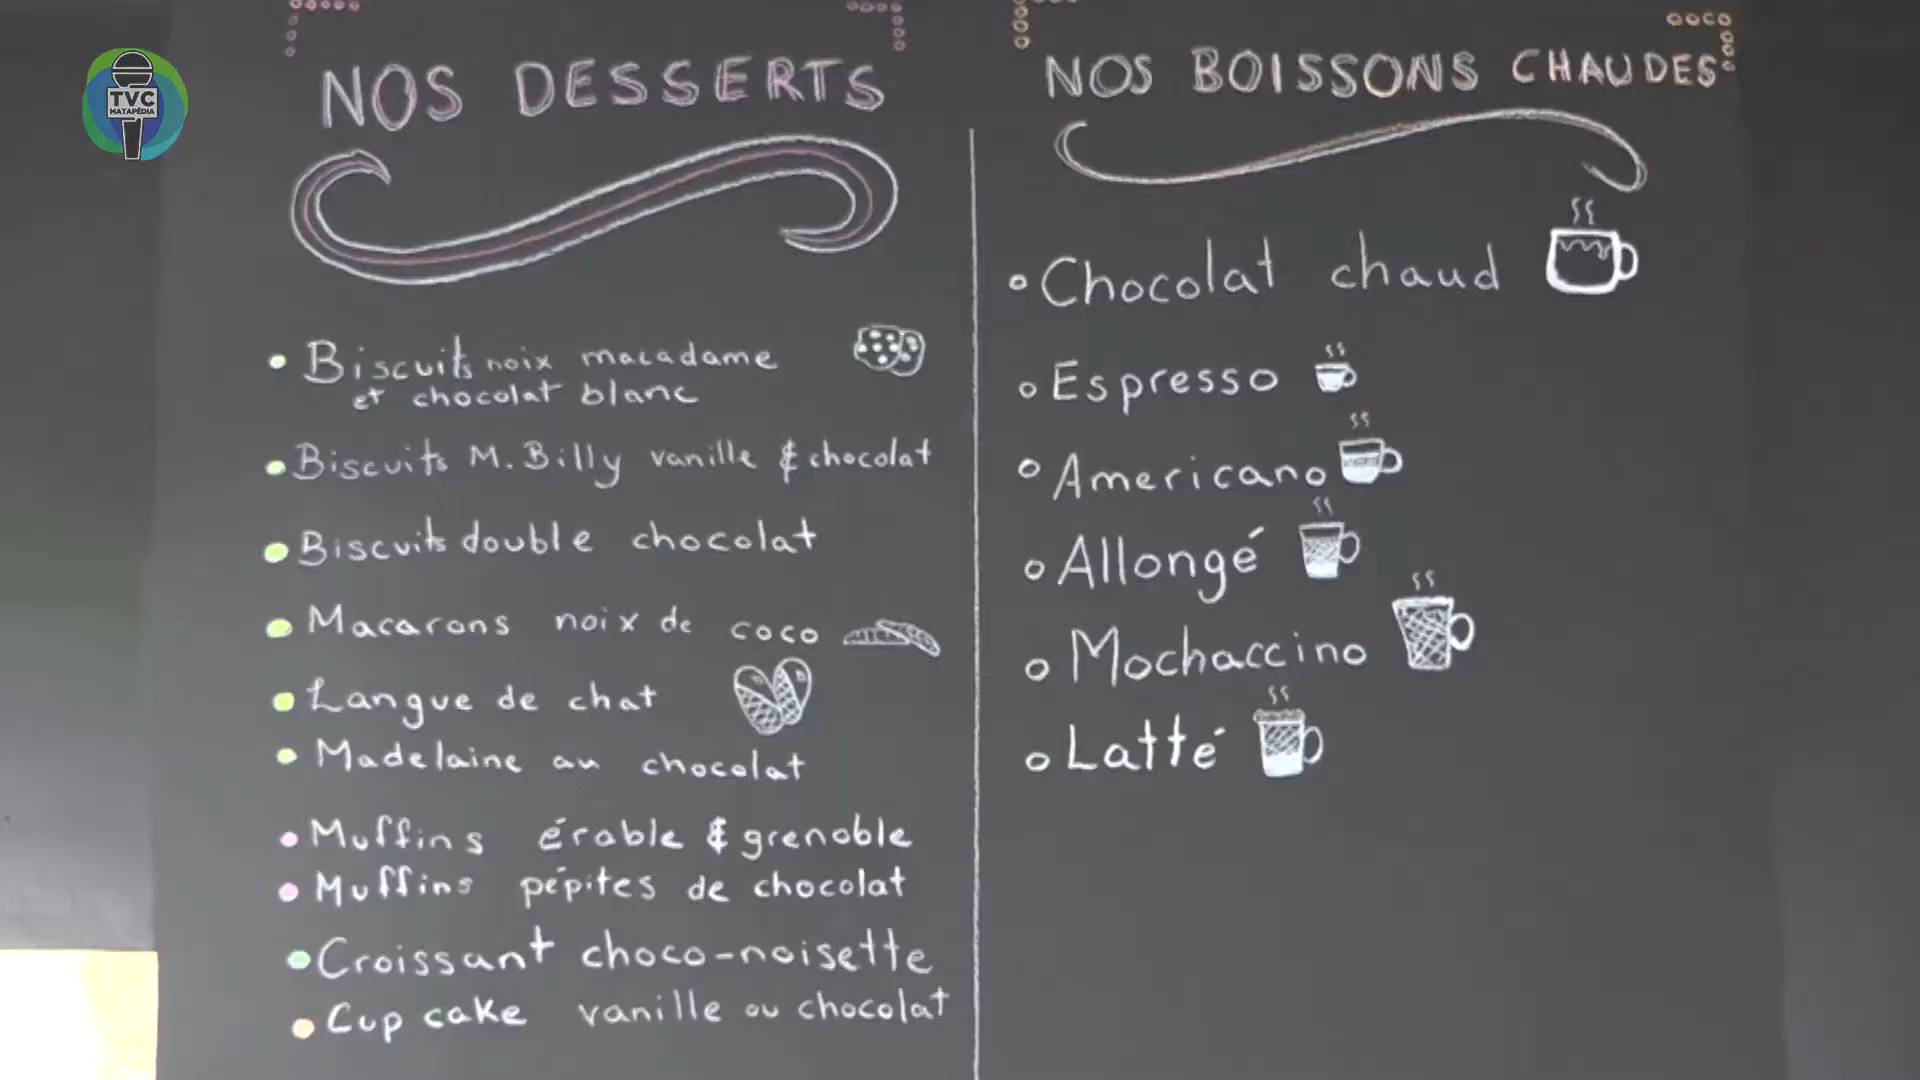 TVC
MATAPÉDIA
NOS DESSERTS
Biscuits noix macadame
et chocolat blanc
Biscuits M. Billy vanille & chocolat
Biscuits double chocolat
Macarons noix de coco
Langue de chat
Madelaine au chocolat
Muffins érable & grenoble
Muffins pépites de chocolat
Croissant choco-noisette
Cup cake vanille ou chocolat
NOS BOISSONS CHAUDES
Chocolat chaud
Espresso
Americano
Allongé
Mochaccino
Latté